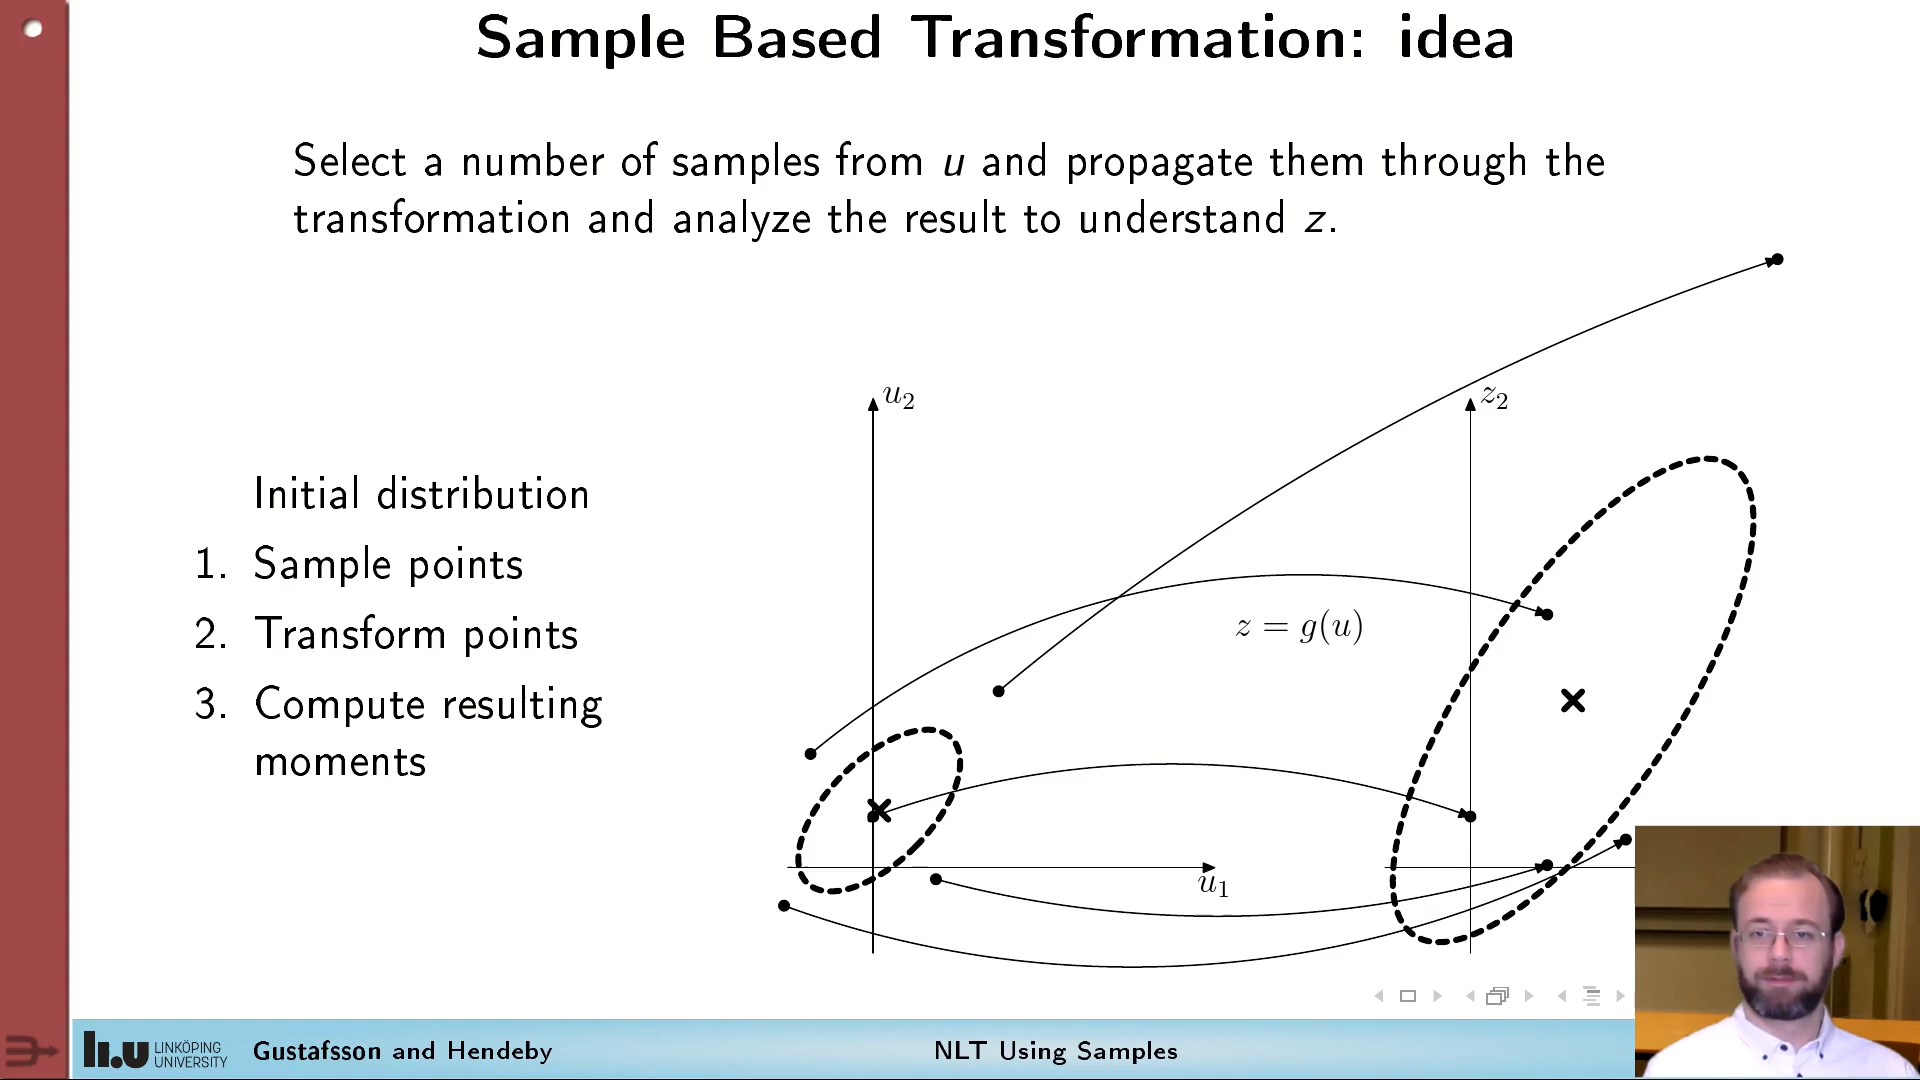 Sample Based Transformation: idea
Select a number of samples from u and propagate them through the
transformation and analyze the result to understand z.
Initial distribution
1. Sample points
2. Transform points
3. Compute resulting
moments
u₂
z₂
z = g(u)
u₁
LINKÖPING
UNIVERSITY
Gustafsson and Hendeby
NLT Using Samples